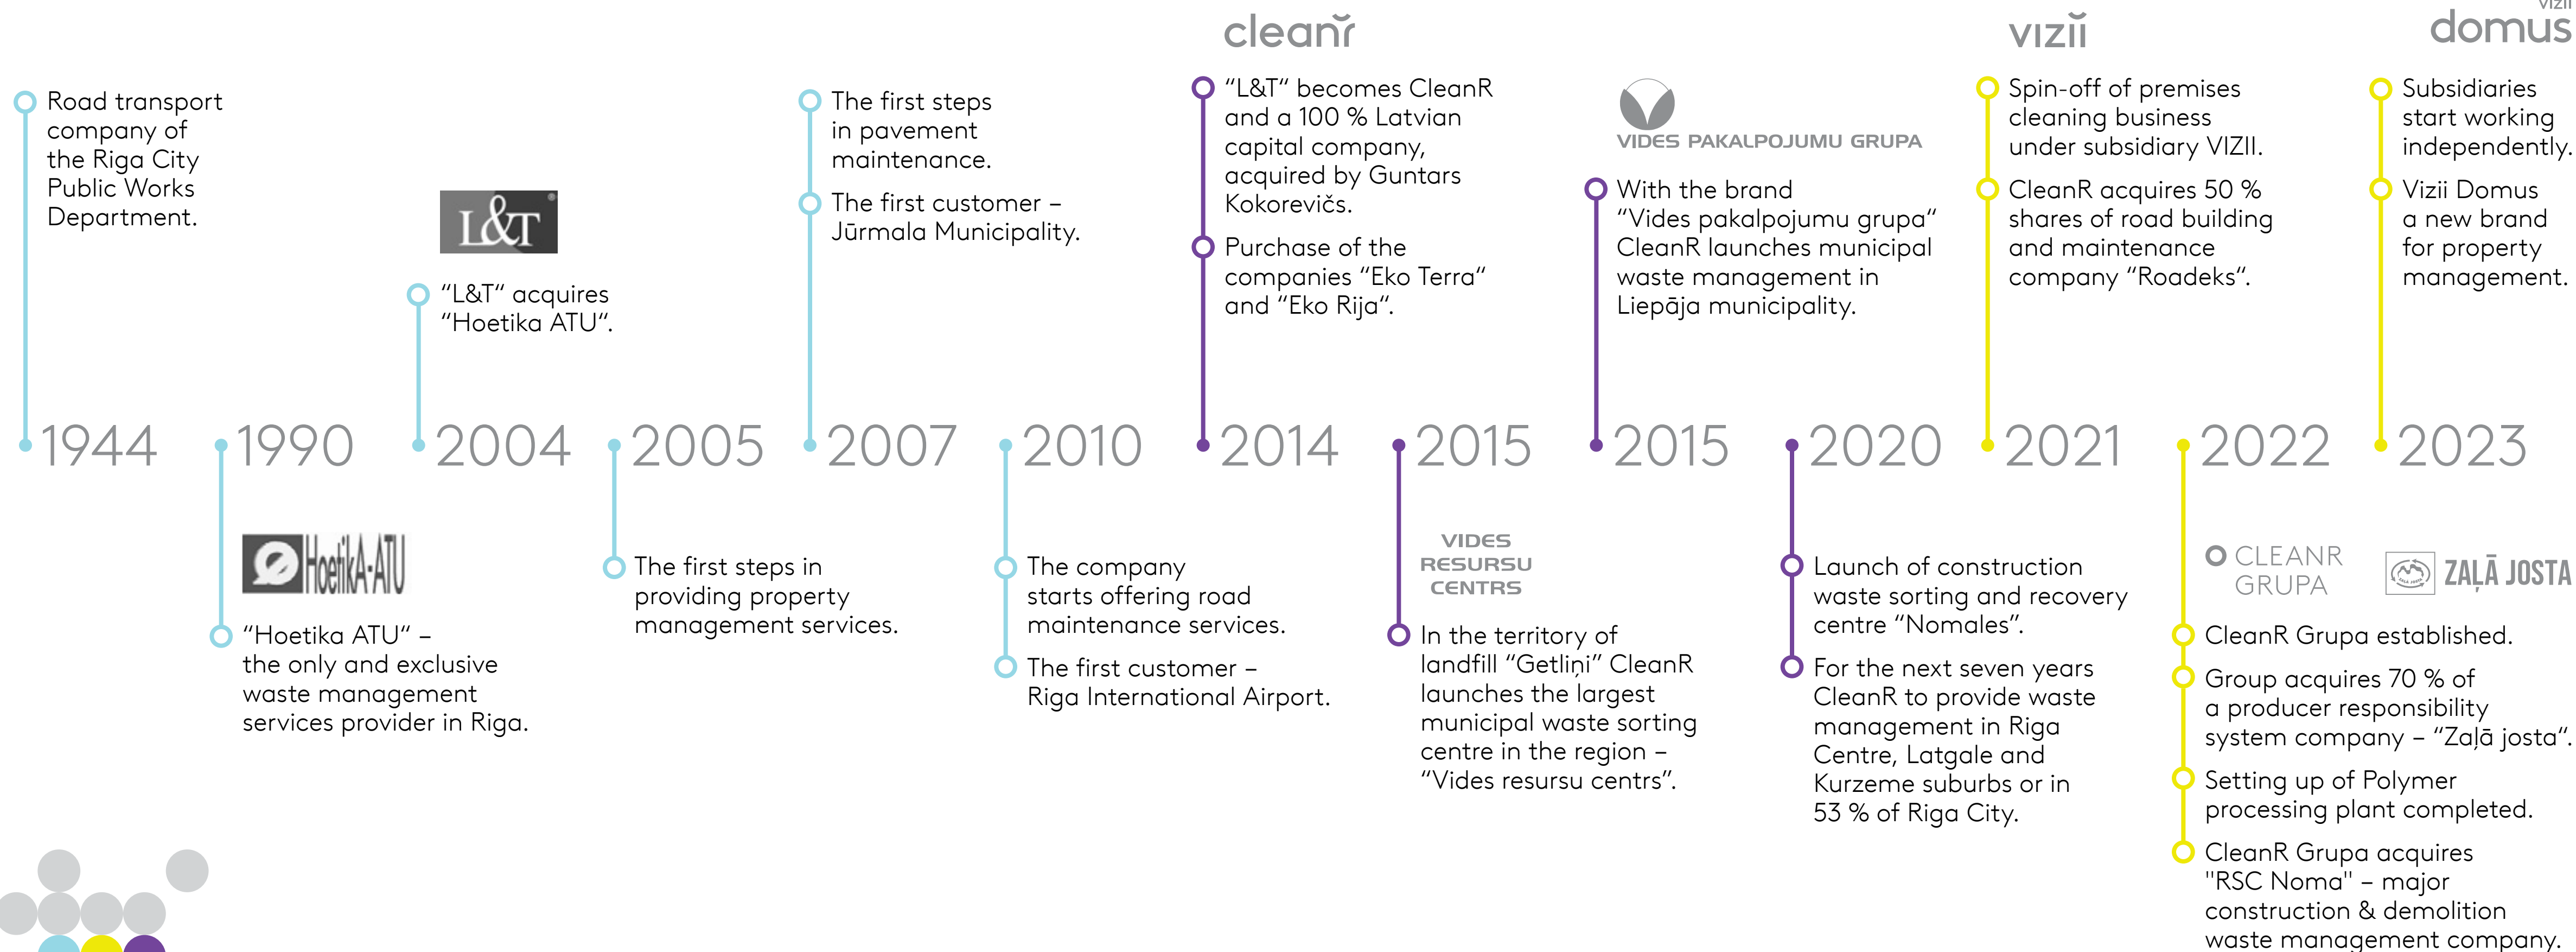 Road transport
company of
the Riga City
Public Works
Department.
1944
1990
HoetikA-ATU
“Hoetika ATU“ –
the only and exclusive
waste management
services provider in Riga.
L&T
®
“L&T“ acquires
“Hoetika ATU“.
2004
2005
The first steps in
providing property
management services.
The first steps
in pavement
maintenance.
The first customer –
Jūrmala Municipality.
2007
2010
The company
starts offering road
maintenance services.
The first customer –
Riga International Airport.
cleanr̆
“L&T“ becomes CleanR
and a 100 % Latvian
capital company,
acquired by Guntars
Kokorevičs.
Purchase of the
companies “Eko Terra“
and “Eko Rija“.
2014
2015
VIDES
RESURSU
CENTRS
In the territory of
landfill “Getliņi” CleanR
launches the largest
municipal waste sorting
centre in the region –
“Vides resursu centrs”.
VIDES PAKALPOJUMU GRUPA
With the brand
“Vides pakalpojumu grupa“
CleanR launches municipal
waste management in
Liepāja municipality.
2015
2020
Launch of construction
waste sorting and recovery
centre “Nomales”.
For the next seven years
CleanR to provide waste
management in Riga
Centre, Latgale and
Kurzeme suburbs or in
53 % of Riga City.
vizii
Spin-off of premises
cleaning business
under subsidiary VIZII.
CleanR acquires 50 %
shares of road building
and maintenance
company “Roadeks“.
2021
2022
CLEANR
GRUPA
ZAĻĀ JOSTA
CleanR Grupa established.
Group acquires 70 % of
a producer responsibility
system company – “Zaļā josta“.
Setting up of Polymer
processing plant completed.
CleanR Grupa acquires
"RSC Noma" – major
construction & demolition
waste management company.
vizii
domus
Subsidiaries
start working
independently.
Vizii Domus
a new brand
for property
management.
2023